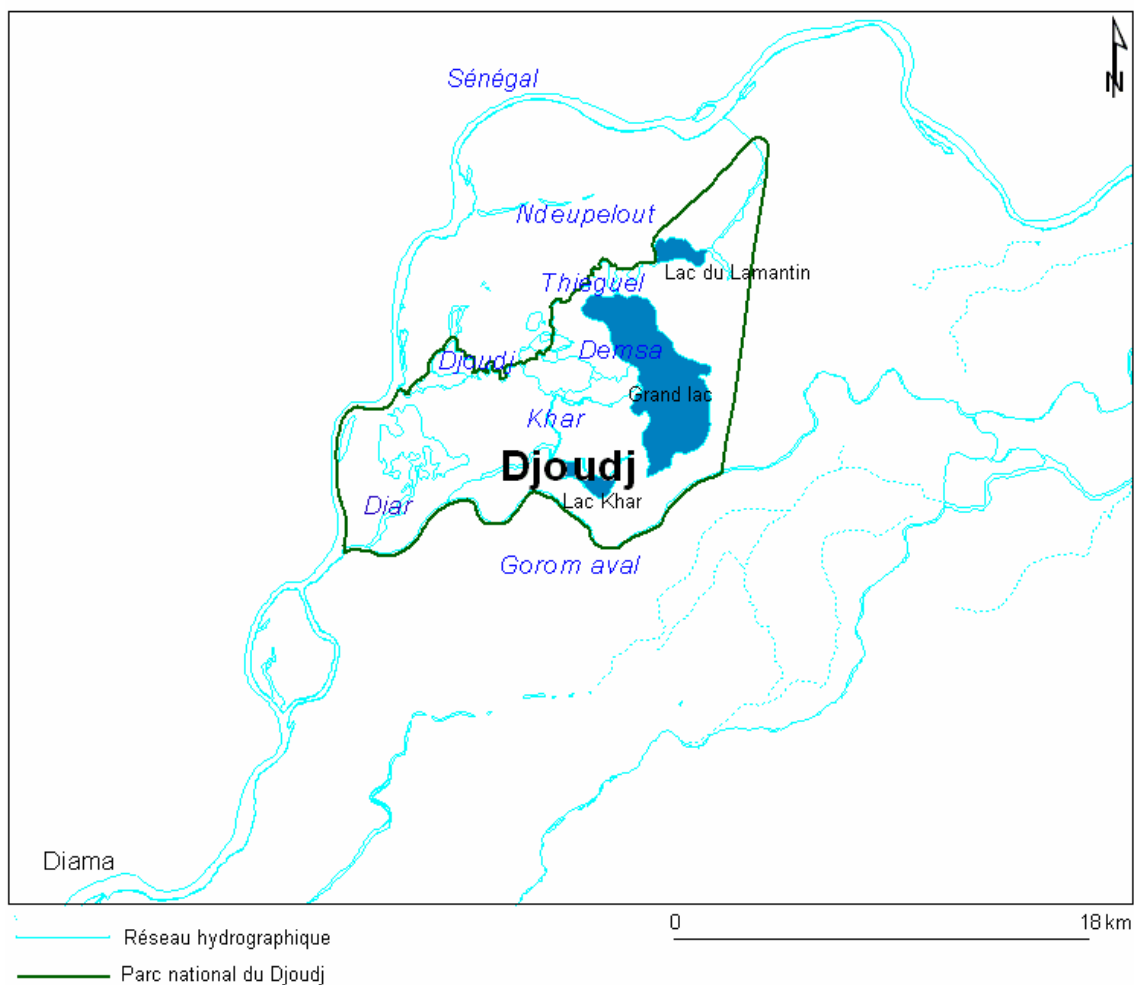 Sénégal
N
Ndeupelout
Lac du Lamantin
Thieguel
Djoudj
Demsa
Grand lac
Khar
Djoudj
Diar
Lac Khar
Gorom aval
Diama
0
18 km
Réseau hydrographique
Parc national du Djoudj